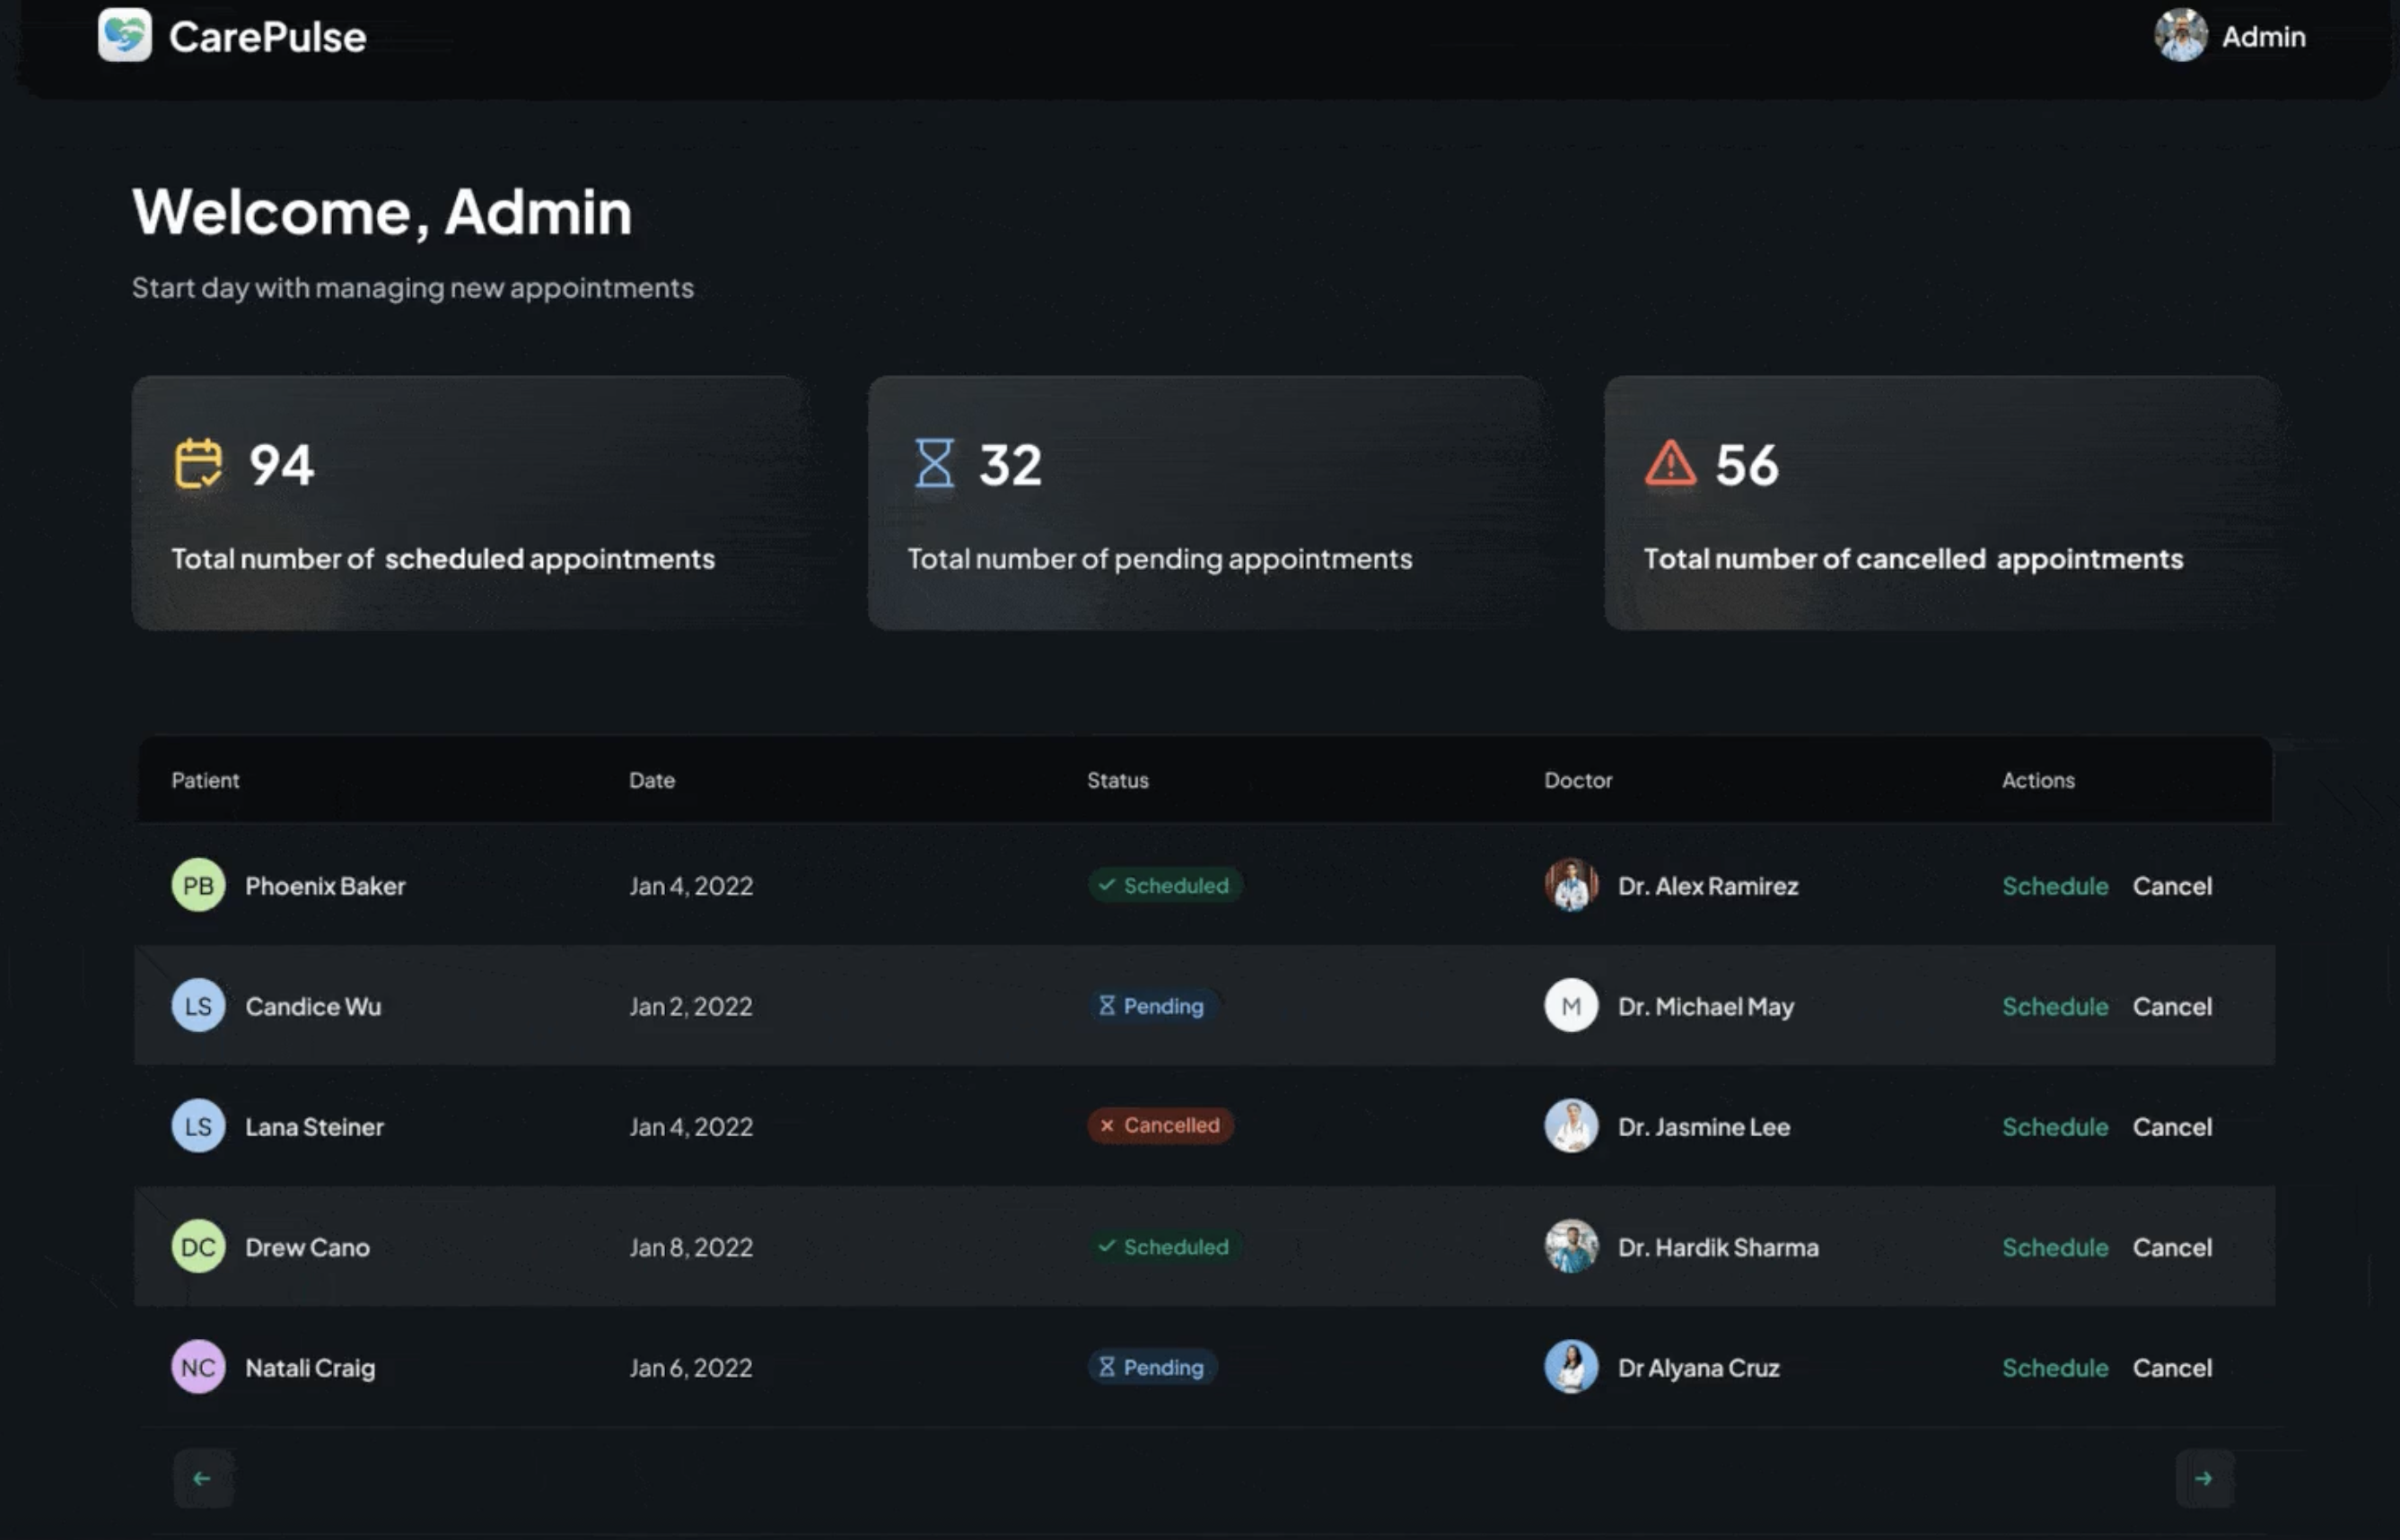 CarePulse
Admin
Welcome, Admin
Start day with managing new appointments
94
Total number of scheduled appointments
32
Total number of pending appointments
56
Total number of cancelled appointments
Patient Date Status Doctor Actions
PB Phoenix Baker Jan 4, 2022 Scheduled Dr. Alex Ramirez Schedule Cancel
LS Candice Wu Jan 2, 2022 Pending M Dr. Michael May Schedule Cancel
LS Lana Steiner Jan 4, 2022 Cancelled Dr. Jasmine Lee Schedule Cancel
DC Drew Cano Jan 8, 2022 Scheduled Dr. Hardik Sharma Schedule Cancel
NC Natali Craig Jan 6, 2022 Pending Dr Alyana Cruz Schedule Cancel